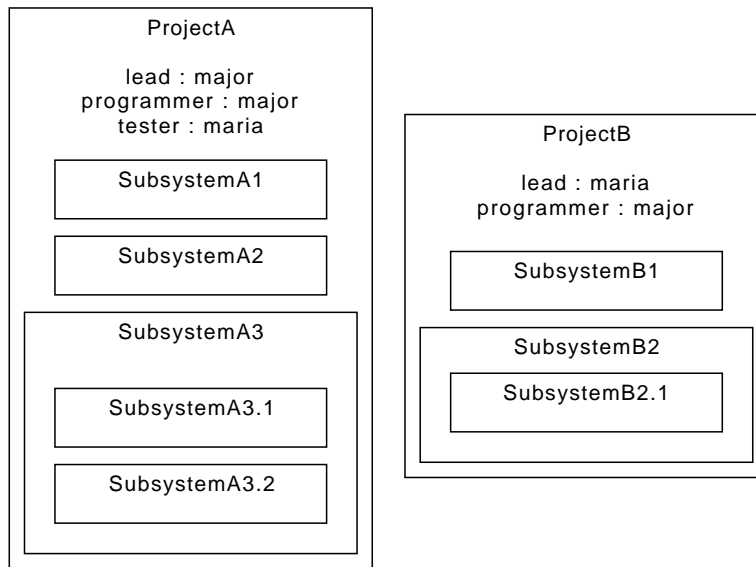 ProjectA
lead : major
programmer : major
tester : maria
SubsystemA1
SubsystemA2
SubsystemA3
SubsystemA3.1
SubsystemA3.2
ProjectB
lead : maria
programmer : major
SubsystemB1
SubsystemB2
SubsystemB2.1